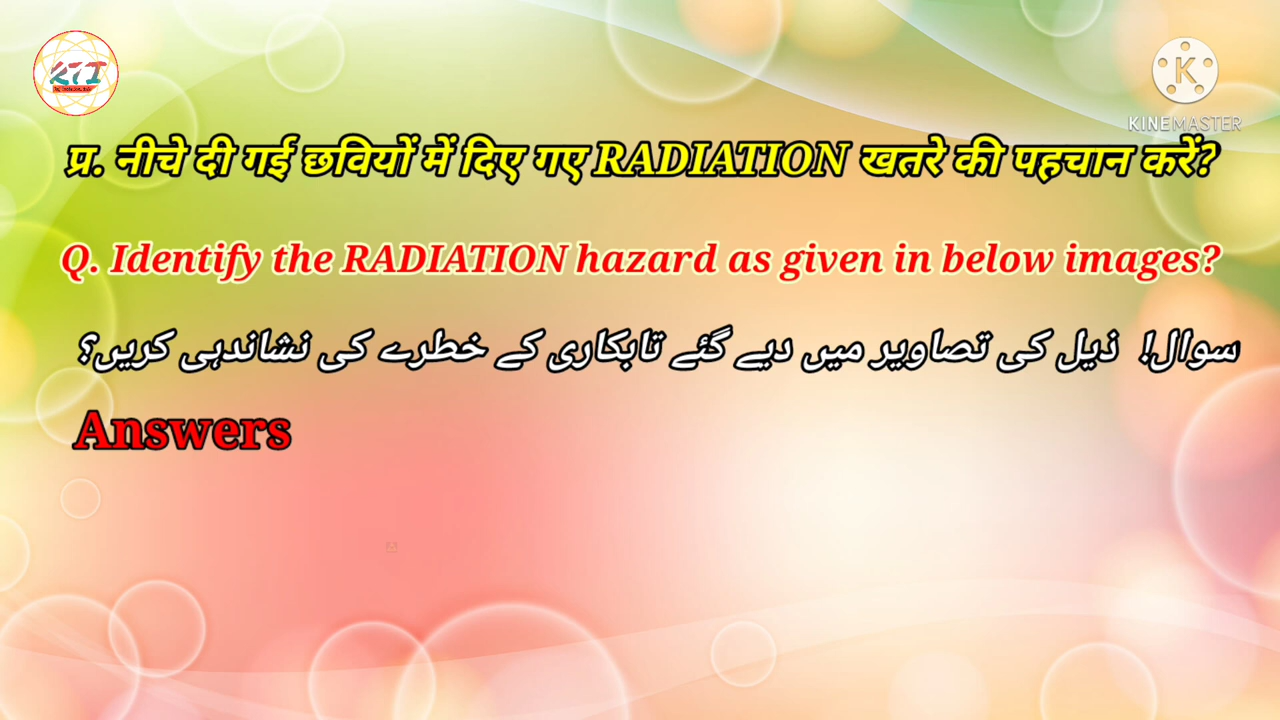 KTI
KINEMASTER
प्र. नीचे दी गई छवियों में दिए गए RADIATION खतरे की पहचान करें?
Q. Identify the RADIATION hazard as given in below images?
سوال! ذیل کی تصاویر میں دیے گئے تابکاری کے خطرے کی نشاندہی کریں؟
Answers